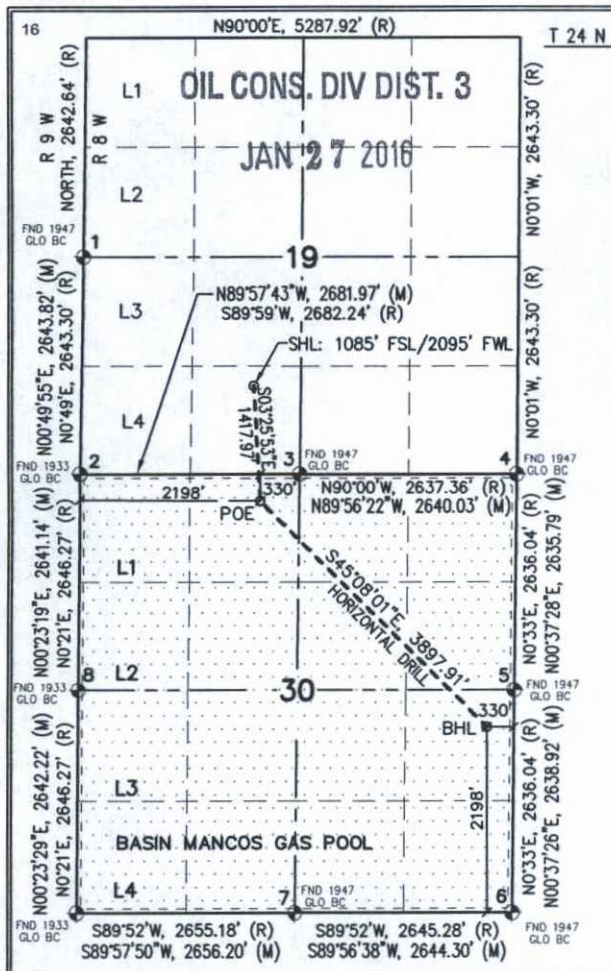 16
N90°00'E, 5287.92' (R)
T 24 N
R 9 W
R 8 W
NORTH, 2642.64' (R)
L1
OIL CONS. DIV DIST. 3
JAN 27 2016
N0°01'W, 2643.30' (R)
L2
FND 1947
GLO BC
1
19
N00°49'55"E, 2643.82' (M)
N0°49'E, 2643.30' (R)
L3
N89°57'43"W, 2681.97' (M)
S89°59'W, 2682.24' (R)
SHL: 1085' FSL/2095' FWL
N0°01'W, 2643.30' (R)
L4
S03°25'53"E
1417.97'
FND 1933
GLO BC
2
3
FND 1947
GLO BC
4
FND 1947
GLO BC
2198'
330'
POE
N90°00'W, 2637.36' (R)
N89°56'22"W, 2640.03' (M)
N00°23'19"E, 2641.14' (M)
N0°21'E, 2646.27' (R)
L1
S45°08'01"E 3897.91'
HORIZONTAL DRILL
N0°33'E, 2636.04' (R)
N00°37'28"E, 2635.79' (M)
L2
8
FND 1933
GLO BC
30
5
FND 1947
GLO BC
330'
BHL
N00°23'29"E, 2642.22' (M)
N0°21'E, 2646.27' (R)
L3
2198'
N0°33'E, 2636.04' (R)
N00°37'26"E, 2638.92' (M)
BASIN MANCOS GAS POOL
L4
FND 1933
GLO BC
7
FND 1947
GLO BC
6
FND 1947
GLO BC
S89°52'W, 2655.18' (R)
S89°57'50"W, 2656.20' (M)
S89°52'W, 2645.28' (R)
S89°56'38"W, 2644.30' (M)